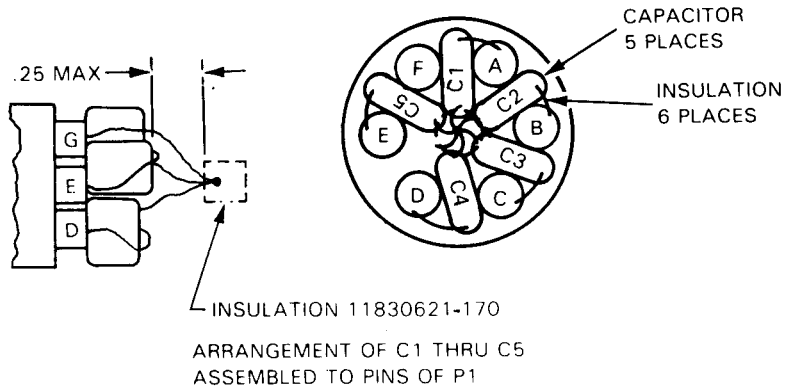 CAPACITOR
5 PLACES
.25 MAX
INSULATION
6 PLACES
G
E
D
F
C1
A
C2
C5
B
E
C3
D
C4
C
INSULATION 11830621-170
ARRANGEMENT OF C1 THRU C5
ASSEMBLED TO PINS OF P1